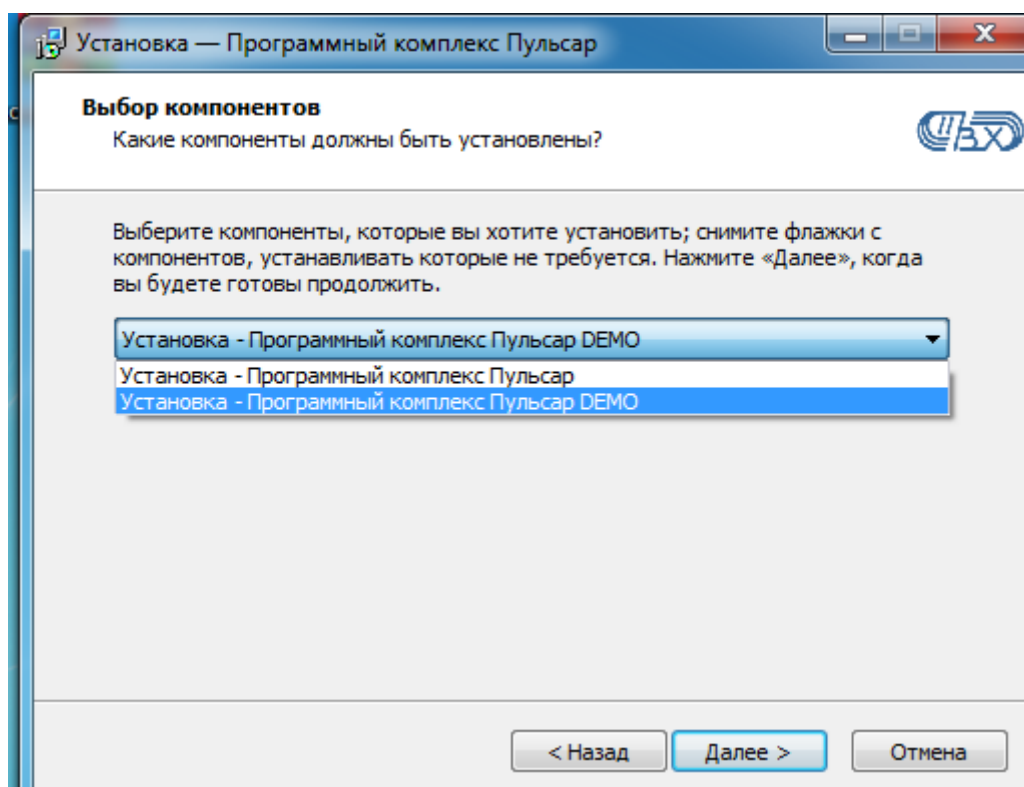 Установка — Программный комплекс Пульсар
Выбор компонентов
Какие компоненты должны быть установлены?
Выберите компоненты, которые вы хотите установить; снимите флажки с
компонентов, устанавливать которые не требуется. Нажмите «Далее», когда
вы будете готовы продолжить.
Установка - Программный комплекс Пульсар DEMO
Установка - Программный комплекс Пульсар
Установка - Программный комплекс Пульсар DEMO
< Назад
Далее >
Отмена